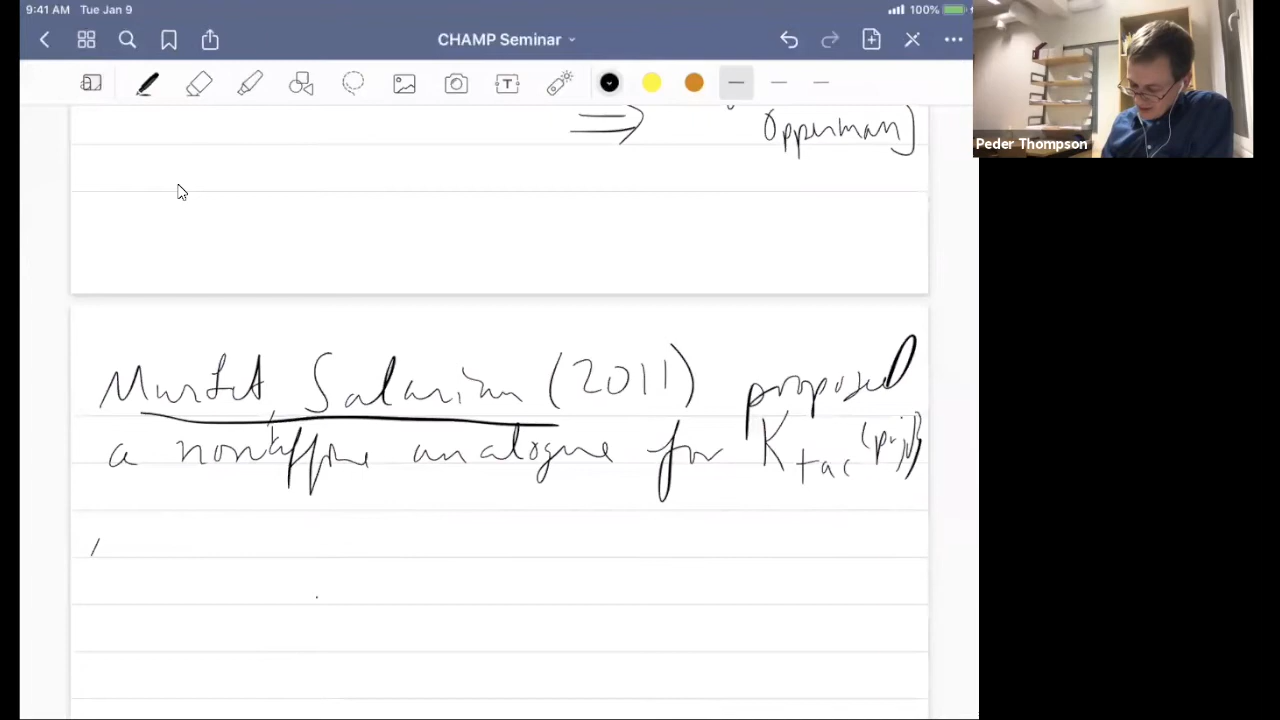 9:41 AM Tue Jan 9
100%
CHAMP Seminar
Opperman]
Peder Thompson
Murfet, Salarian (2011) proposed
a nonaffine analogue for K_tac (proj)